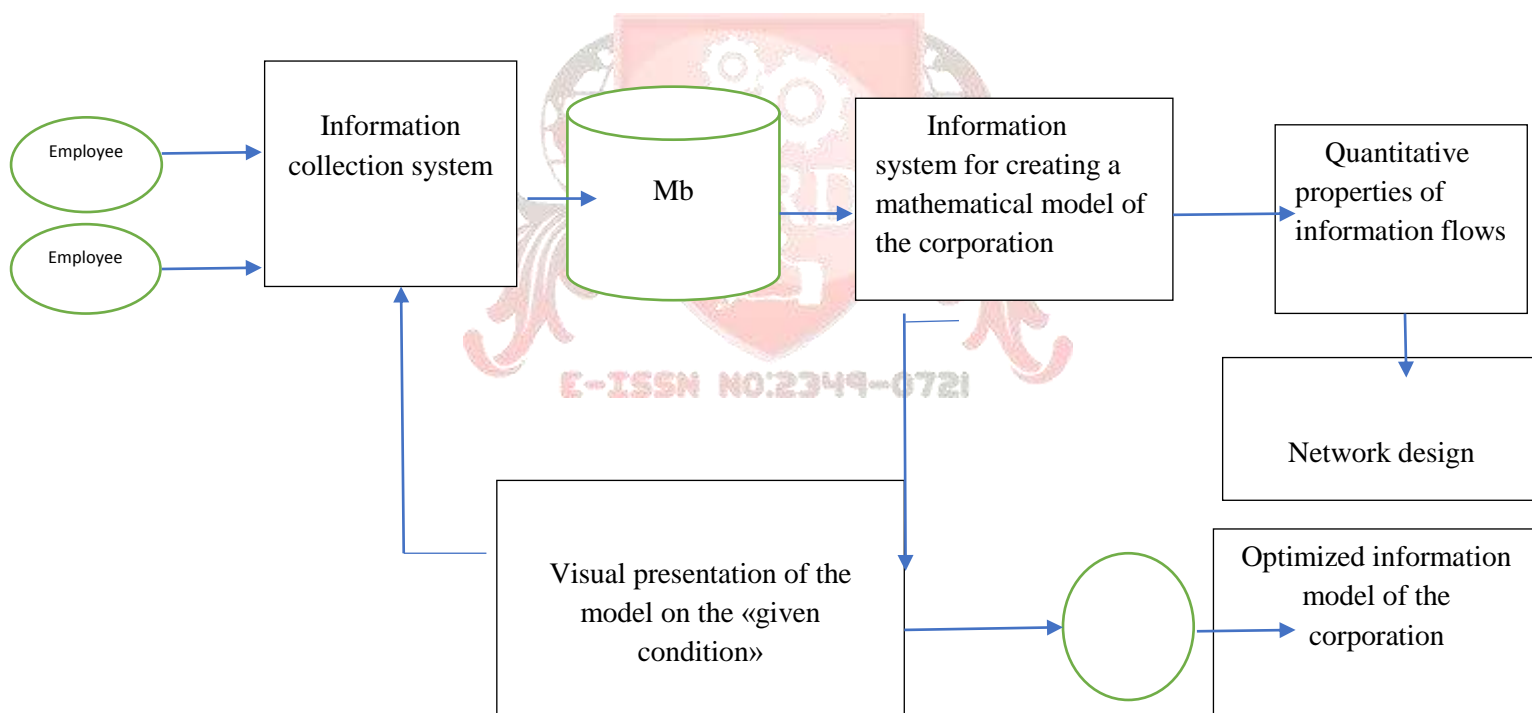 Employee
Employee
Information
collection system
Mb
Information
system for creating a
mathematical model of
the corporation
Quantitative
properties of
information flows
E-ISSN NO:2349-0721
Network design
Visual presentation of the
model on the «given
condition»
Optimized information
model of the
corporation